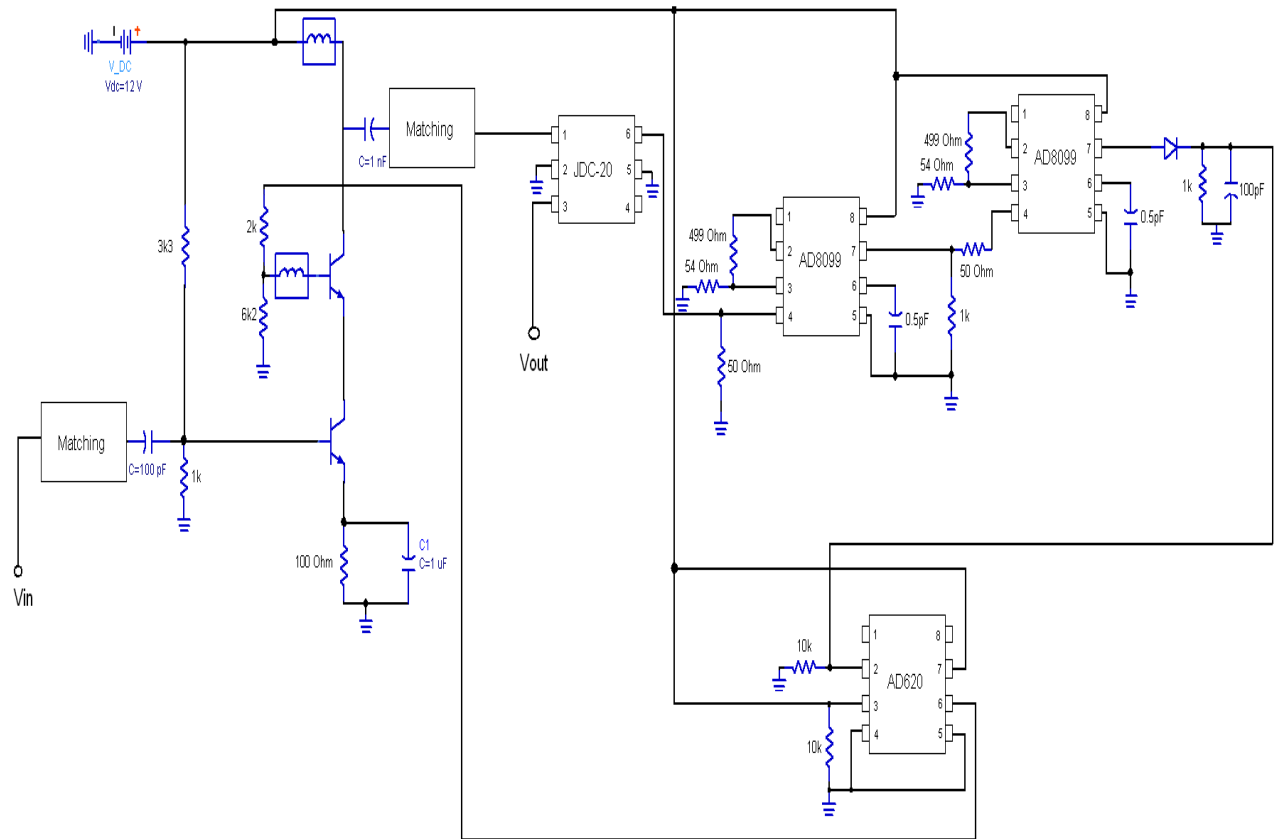 - +
V_DC
Vdc=12 V
3k3
C=1 nF
Matching
1
2
3
JDC-20
6
5
4
2k
6k2
Vout
Matching
C=100 pF
1k
Vin
100 Ohm
C1
C=1 uF
499 Ohm
54 Ohm
1
2
3
4
AD8099
8
7
6
5
0.5pF
50 Ohm
1k
50 Ohm
499 Ohm
54 Ohm
1
2
3
4
AD8099
8
7
6
5
0.5pF
1k
100pF
10k
10k
1
2
3
4
AD620
8
7
6
5